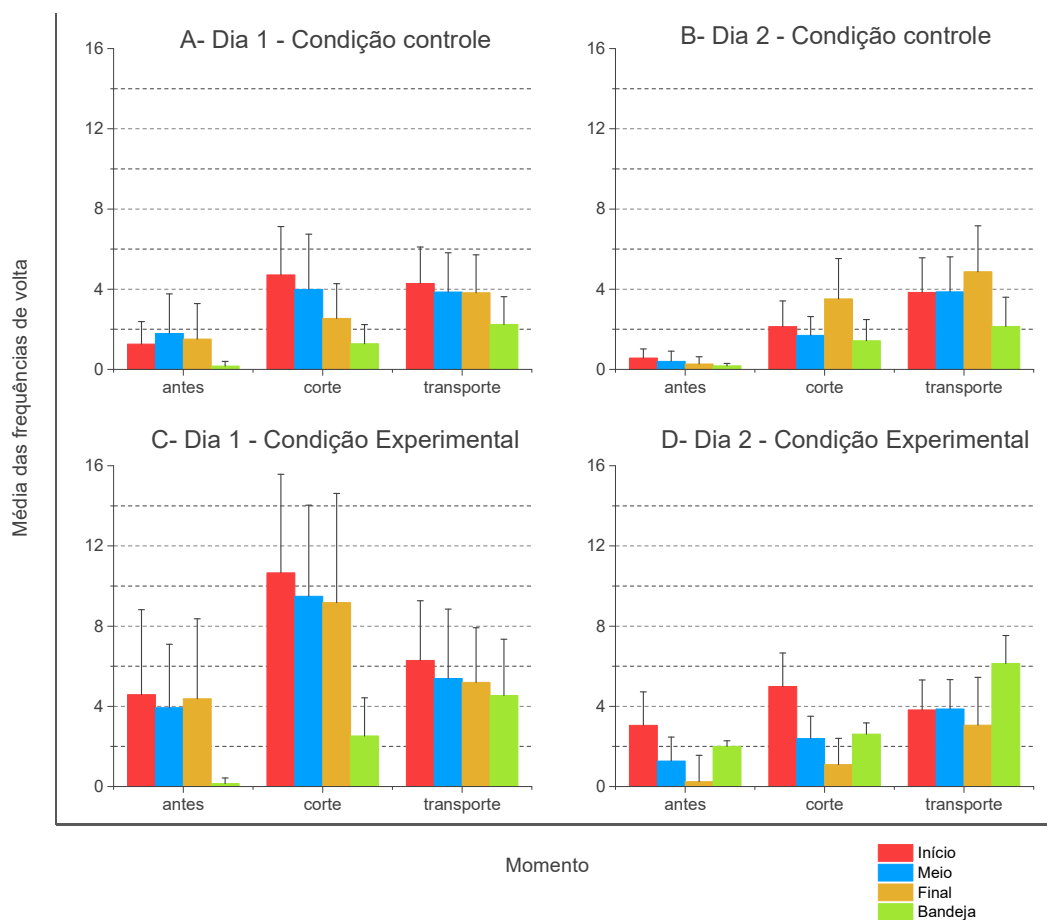 A- Dia 1 - Condição controle
16
12
8
4
0
antes
corte
transporte
B- Dia 2 - Condição controle
16
12
8
4
0
antes
corte
transporte
Média das frequências de volta
C- Dia 1 - Condição Experimental
16
12
8
4
0
antes
corte
transporte
D- Dia 2 - Condição Experimental
16
12
8
4
0
antes
corte
transporte
Momento
Início
Meio
Final
Bandeja